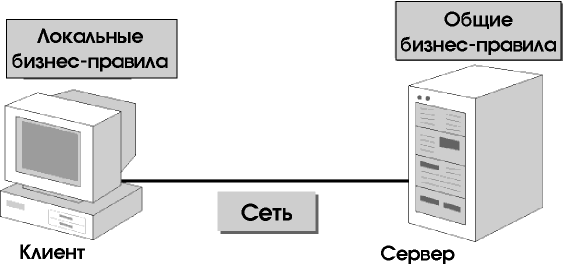 Локальные
бизнес-правила
Общие
бизнес-правила
Сеть
Клиент
Сервер